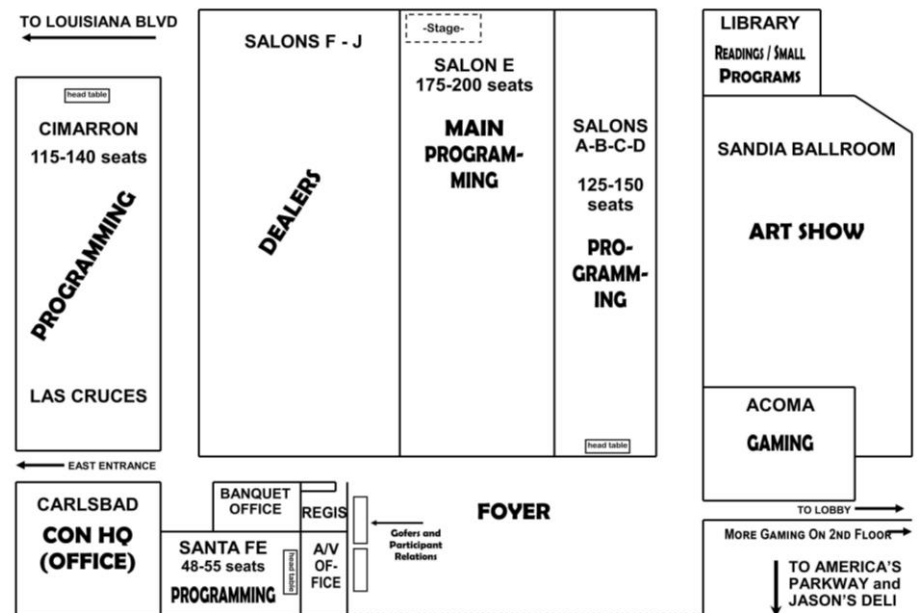 TO LOUISIANA BLVD
head table
CIMARRON
115-140 seats
PROGRAMMING
LAS CRUCES
EAST ENTRANCE
SALONS F - J
DEALERS
-Stage-
SALON E
175-200 seats
MAIN
PROGRAM-
MING
SALONS
A-B-C-D
125-150
seats
PRO-
GRAMM-
ING
head table
LIBRARY
READINGS / SMALL
PROGRAMS
SANDIA BALLROOM
ART SHOW
ACOMA
GAMING
CARLSBAD
CON HQ
(OFFICE)
BANQUET
OFFICE
REGIS
SANTA FE
48-55 seats
PROGRAMMING
head table
A/V
OF-
FICE
Gofers and
Participant
Relations
FOYER
TO LOBBY
MORE GAMING ON 2ND FLOOR
TO AMERICA'S
PARKWAY and
JASON'S DELI